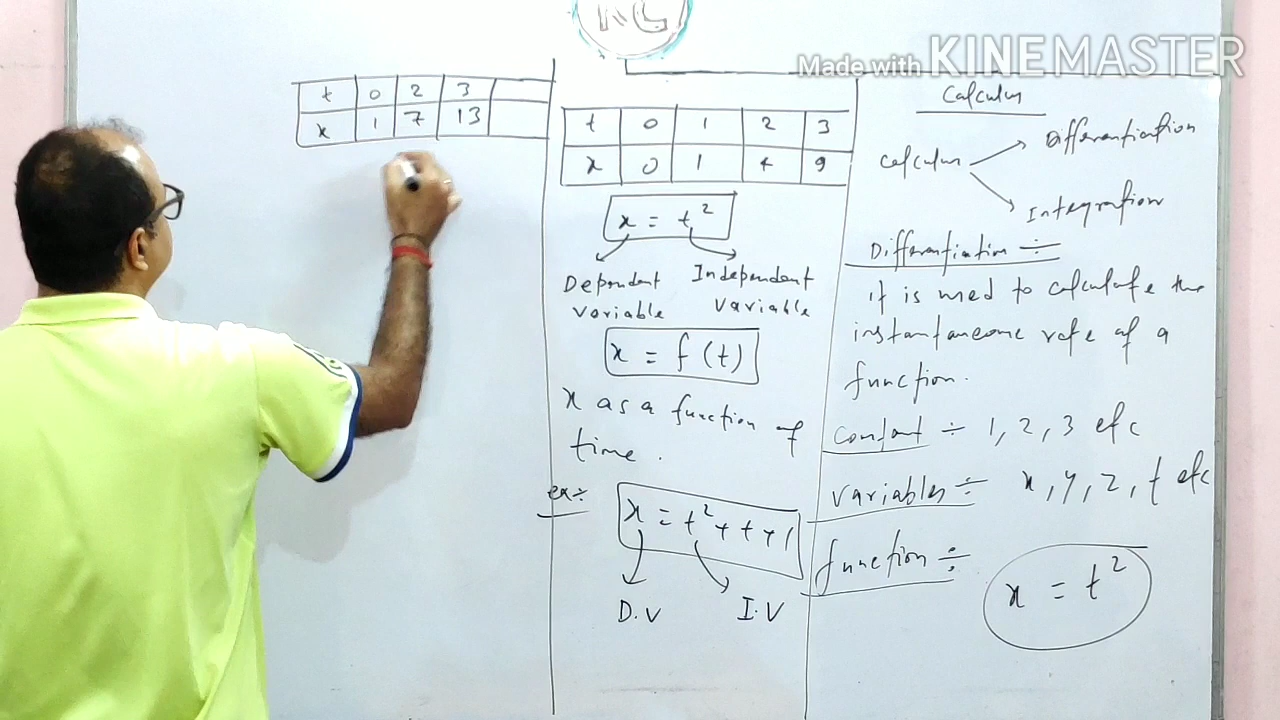 RC
Made with KINEMASTER
t 0 2 3
x 1 7 13
t 0 1 2 3
x 0 1 4 9
x = t²
Dependent variable
Independent variable
x = f(t)
x as a function of
time.
ex ÷
x = t² + t + 1
D.V
I.V
Calculus
Calculus
Differentiation
Integration
Differentiation ÷
it is used to calculate the
instantaneous rate of a
function.
constant ÷ 1, 2, 3 etc
variables ÷ x, y, z, t etc
function ÷
x = t²